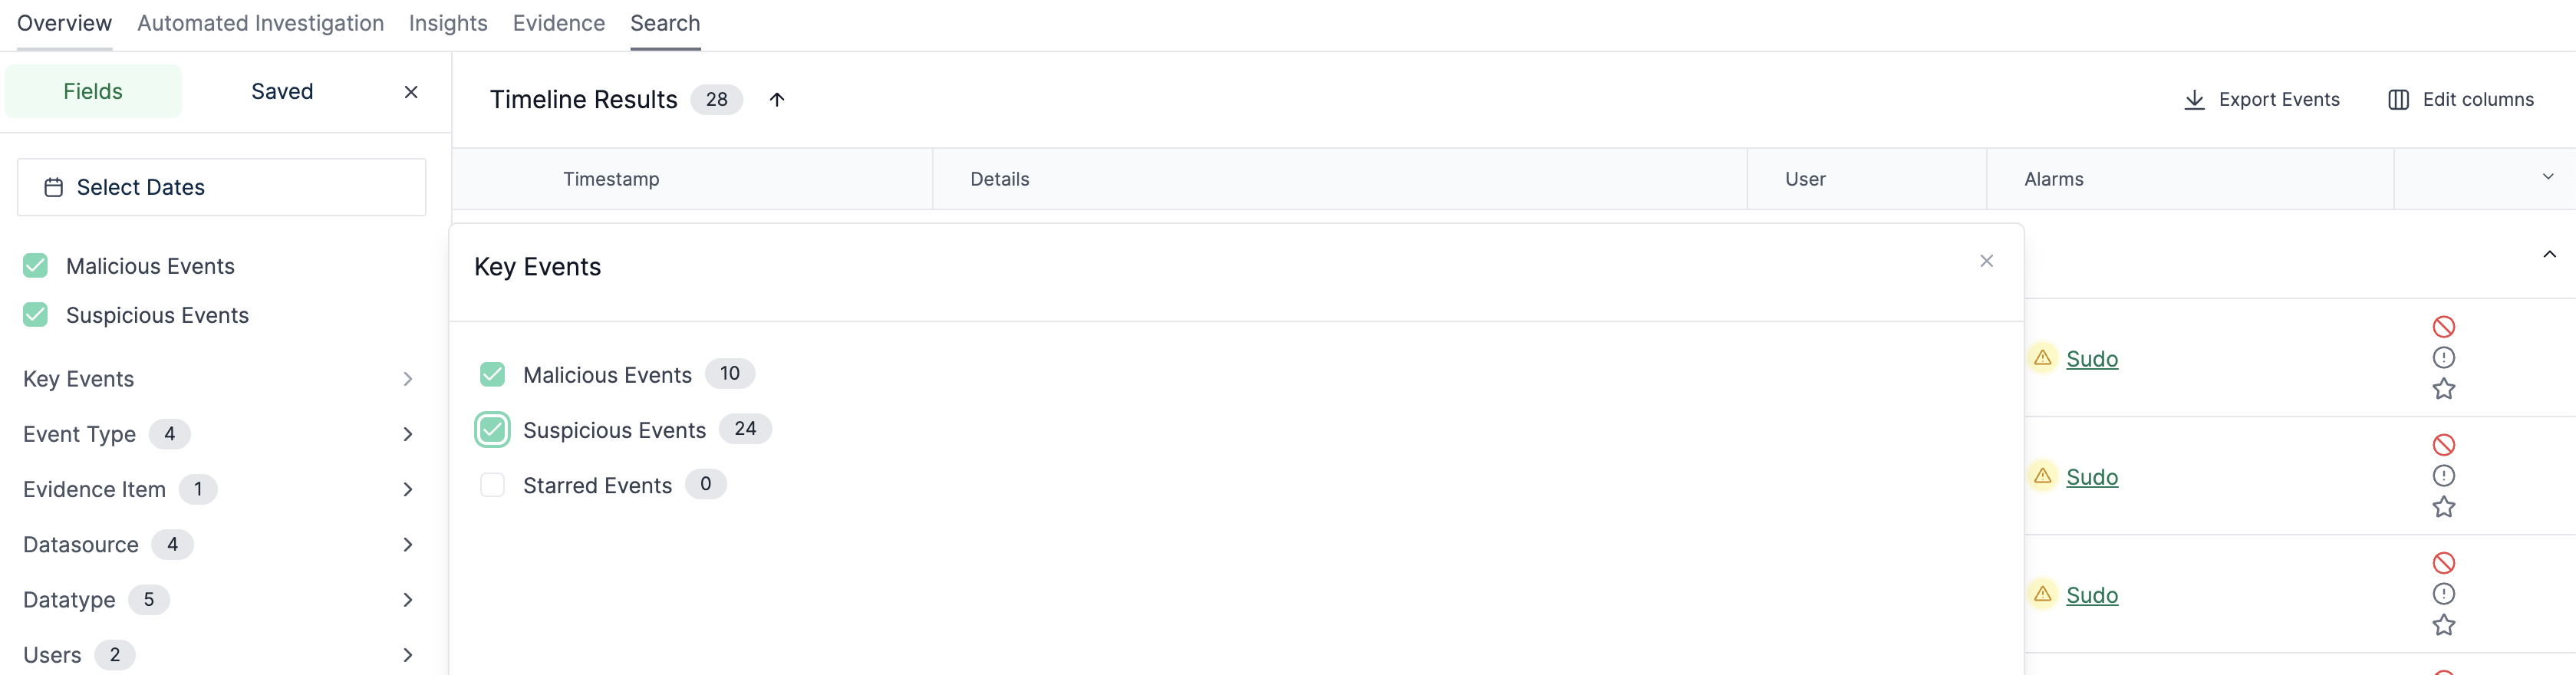 Overview Automated Investigation Insights Evidence Search
Fields Saved
Timeline Results 28
Export Events Edit columns
Select Dates
Timestamp Details User Alarms
Malicious Events
Suspicious Events
Key Events
Event Type 4
Evidence Item 1
Datasource 4
Datatype 5
Users 2
Key Events
Malicious Events 10
Suspicious Events 24
Starred Events 0
Sudo
Sudo
Sudo